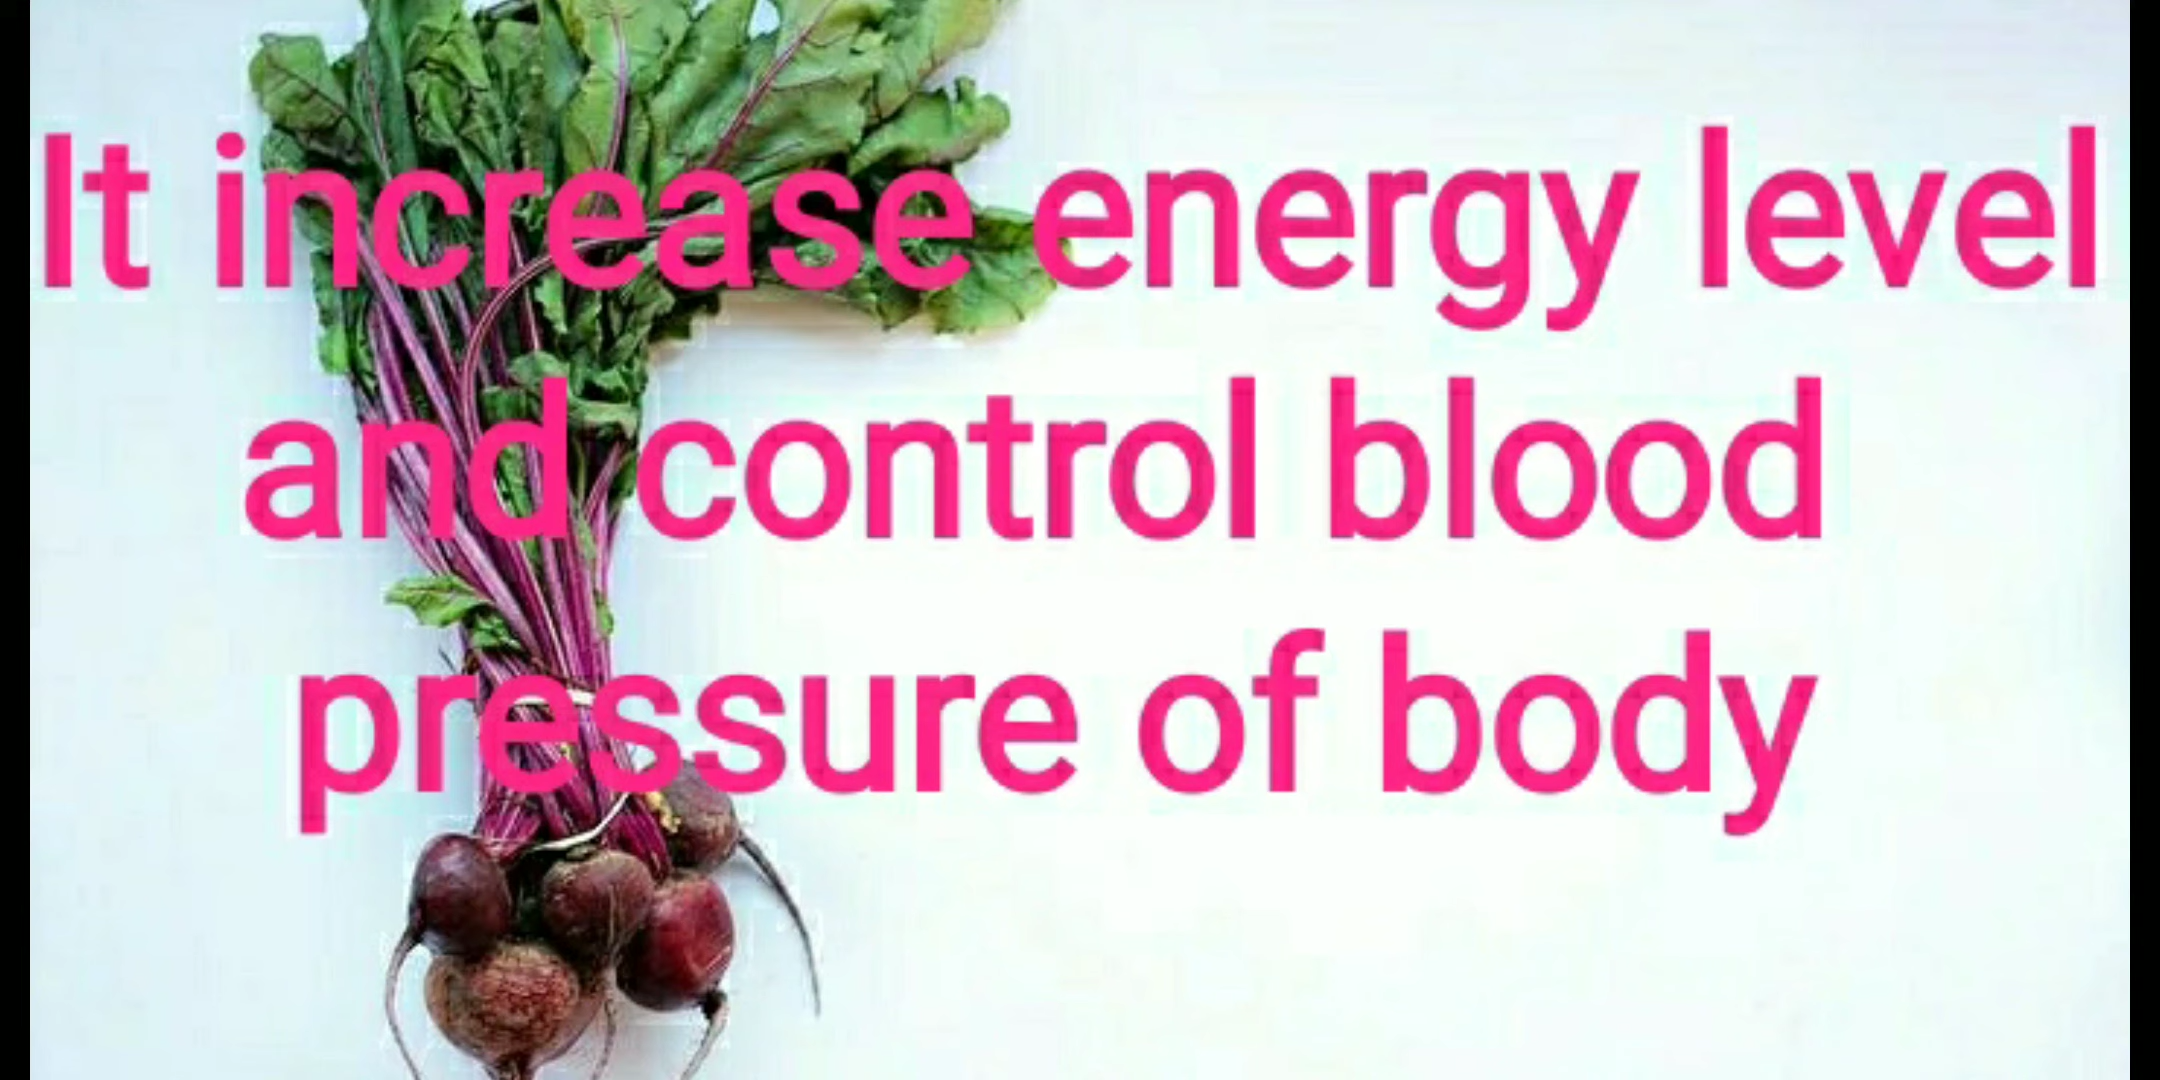 It increase energy level
and control blood
pressure of body